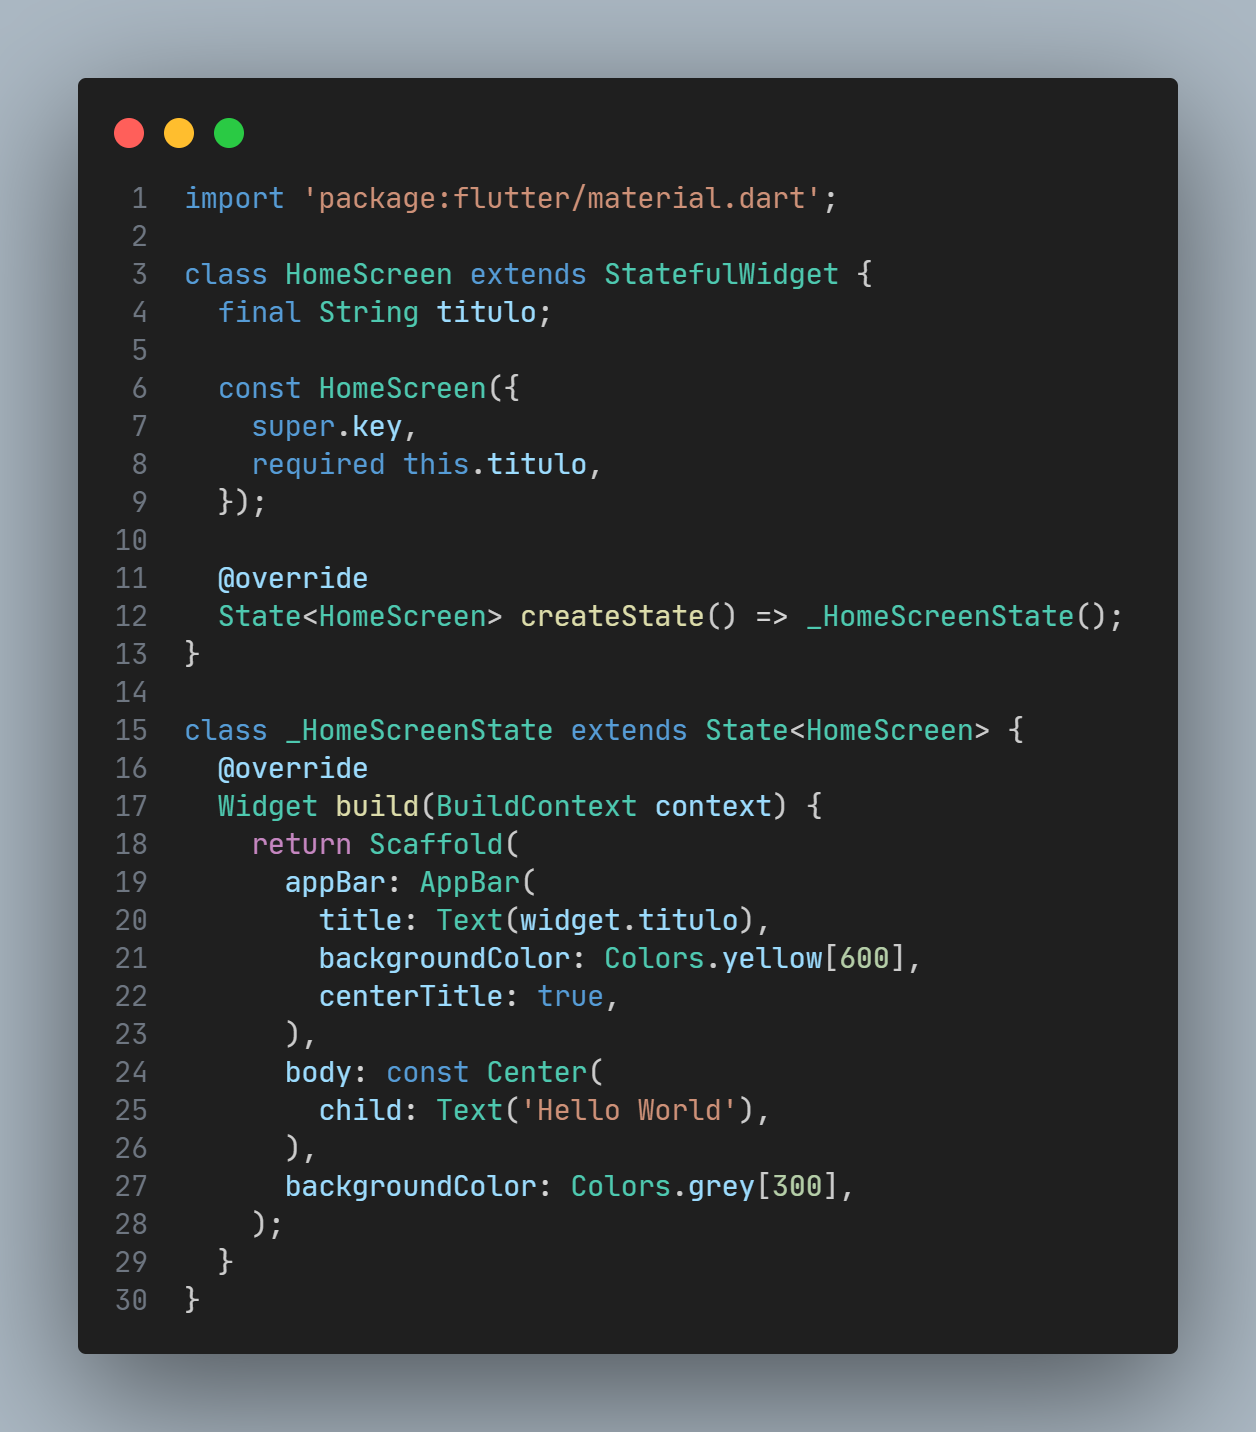 1 import 'package:flutter/material.dart';
2
3 class HomeScreen extends StatefulWidget {
4   final String titulo;
5
6   const HomeScreen({
7     super.key,
8     required this.titulo,
9   });
10
11   @override
12   State<HomeScreen> createState() => _HomeScreenState();
13 }
14
15 class _HomeScreenState extends State<HomeScreen> {
16   @override
17   Widget build(BuildContext context) {
18     return Scaffold(
19       appBar: AppBar(
20         title: Text(widget.titulo),
21         backgroundColor: Colors.yellow[600],
22         centerTitle: true,
23       ),
24       body: const Center(
25         child: Text('Hello World'),
26       ),
27       backgroundColor: Colors.grey[300],
28     );
29   }
30 }